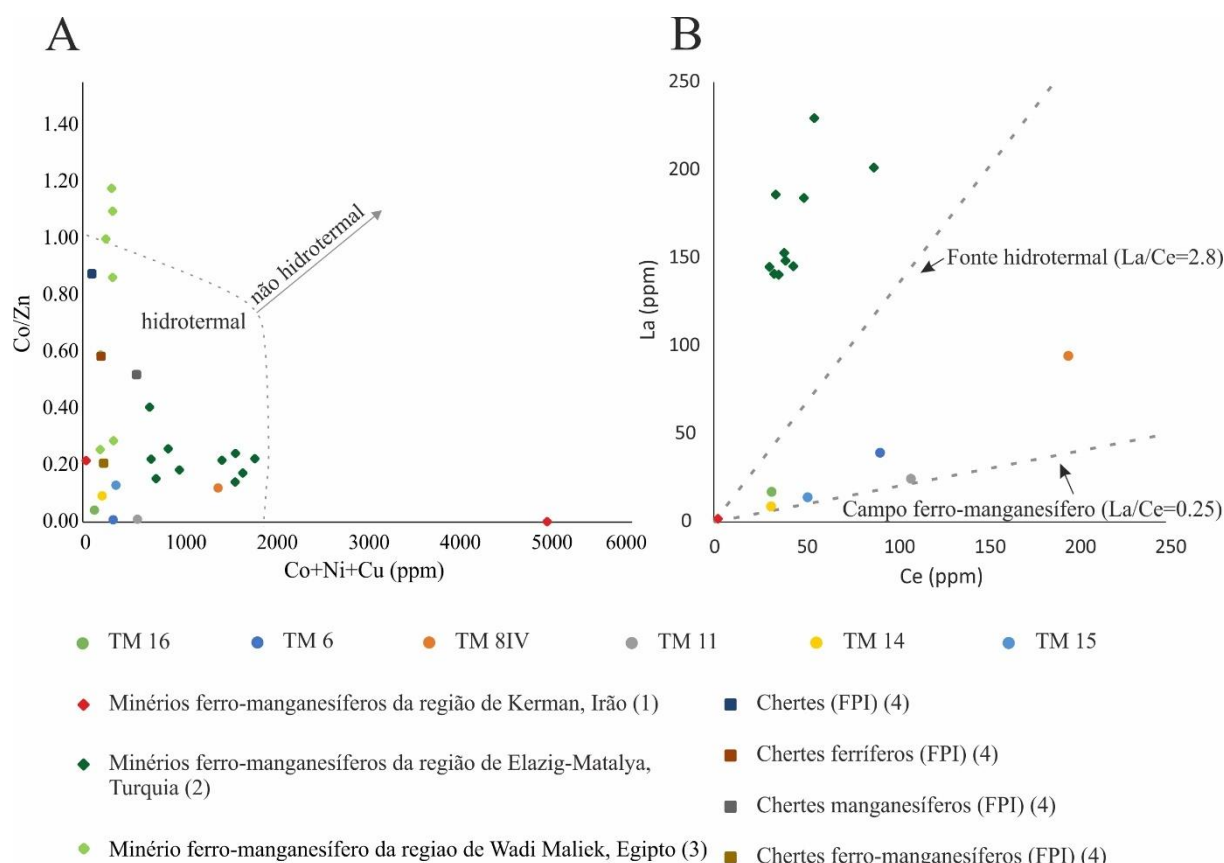 A
B
1.40
1.20
1.00
0.80
0.60
0.40
0.20
0.00
Co/Zn
hidrotermal
não hidrotermal
0 1000 2000 3000 4000 5000 6000
Co+Ni+Cu (ppm)
250
200
150
100
50
0
La (ppm)
Fonte hidrotermal (La/Ce=2.8)
Campo ferro-manganesífero (La/Ce=0.25)
0 50 100 150 200 250
Ce (ppm)
TM 16 TM 6 TM 8IV TM 11 TM 14 TM 15
Minérios ferro-manganesíferos da região de Kerman, Irão (1)
Minérios ferro-manganesíferos da região de Elazig-Matalya,
Turquia (2)
Minério ferro-manganesífero da regiao de Wadi Maliek, Egipto (3)
Chertes (FPI) (4)
Chertes ferríferos (FPI) (4)
Chertes manganesíferos (FPI) (4)
Chertes ferro-manganesíferos (FPI) (4)